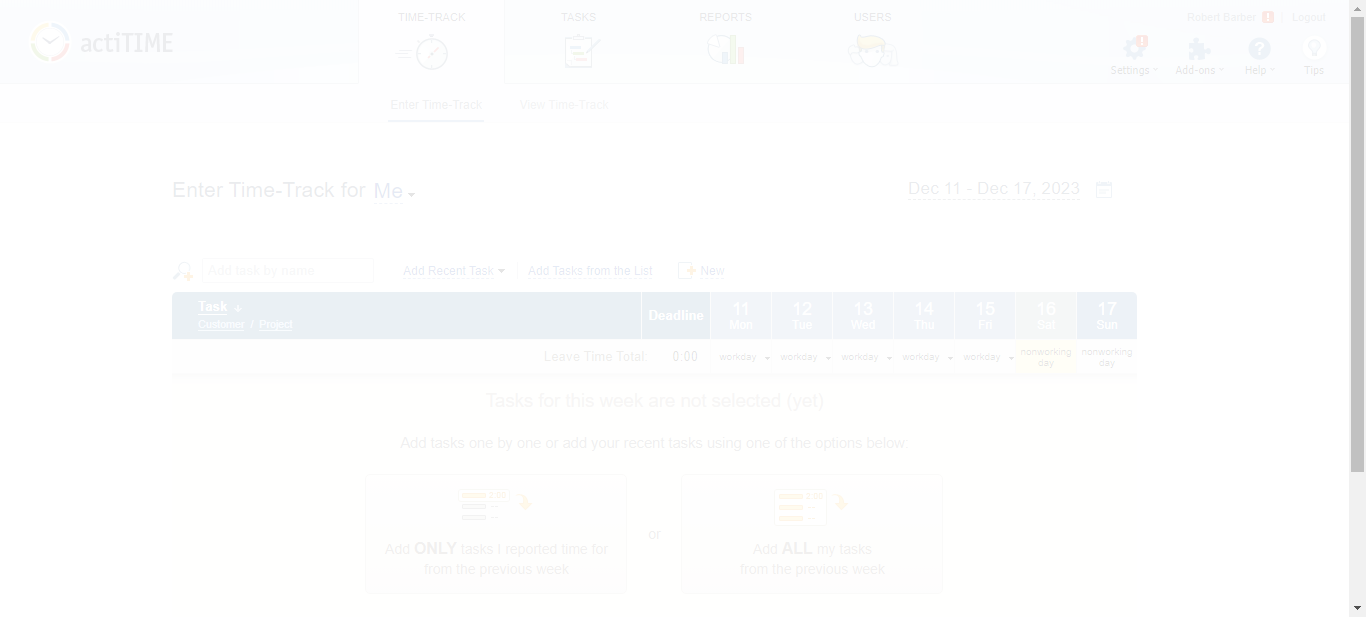 TIME-TRACK
TASKS
REPORTS
USERS
Robert Barber ! | Logout
actiTIME
!
Settings
Add-ons
Help
Tips
Enter Time-Track
View Time-Track
Enter Time-Track for Me
Dec 11 - Dec 17, 2023
Add task by name
Add Recent Task
Add Tasks from the List
New
Task
Customer / Project
Deadline
11 Mon
12 Tue
13 Wed
14 Thu
15 Fri
16 Sat
17 Sun
Leave Time Total: 0:00
workday
workday
workday
workday
workday
nonworking day
nonworking day
Tasks for this week are not selected (yet)
Add tasks one by one or add your recent tasks using one of the options below:
2:00
Add ONLY tasks I reported time for
from the previous week
or
2:00
Add ALL my tasks
from the previous week